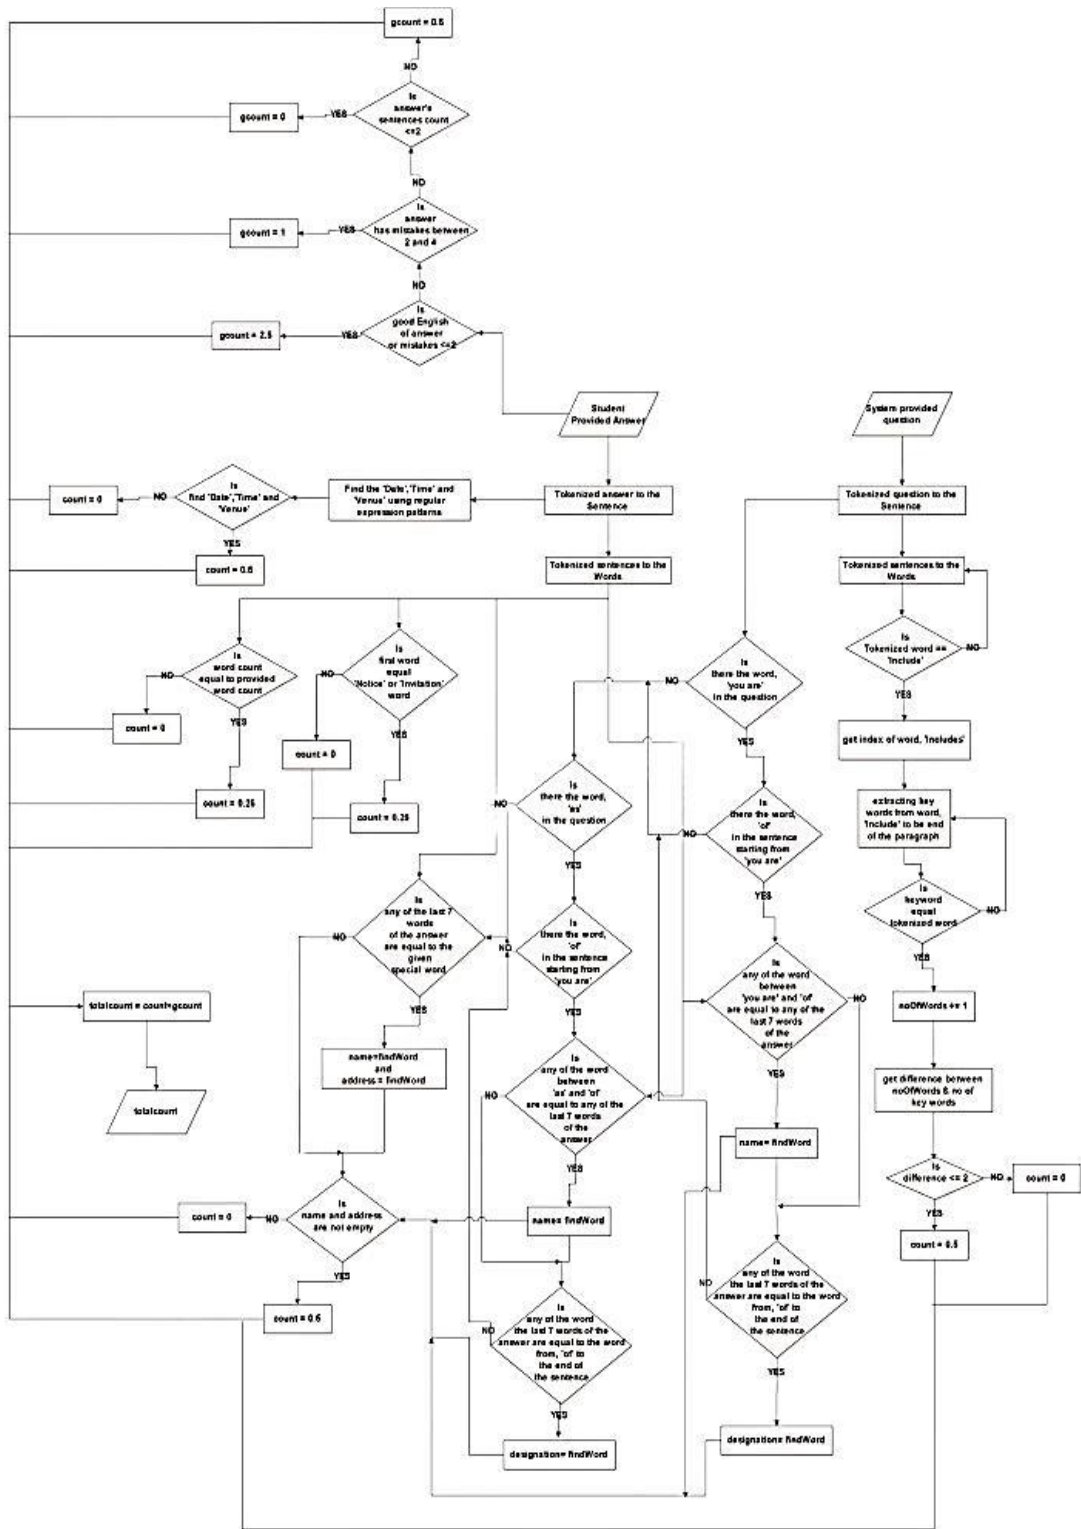 gcount = 0.5
NO
Is
answer's
sentences count
<=2
YES
gcount = 0
NO
Is
answer
has mistakes between
2 and 4
YES
gcount = 1
NO
Is
good English
of answer
or mistakes <=2
YES
gcount = 2.5
Student
Provided Answer
System provided
question
Tokenized answer to the
Sentence
Find the 'Date','Time' and
'Venue' using regular
expression patterns
Is
find 'Date','Time' and
'Venue'
NO
count = 0
YES
count = 0.5
Tokenized sentences to the
Words
Tokenized question to the
Sentence
Tokenized sentences to the
Words
Is
Tokenized word ==
'Include'
NO
YES
get index of word, 'Includes'
extracting key
words from word,
'Include' to be end
of the paragraph
Is
keyword
equal
tokenized word
NO
YES
noOfWords += 1
get difference between
noOfWords & no of
key words
Is
difference <= 2
NO
count = 0
YES
count = 0.5
Is
word count
equal to provided
word count
NO
count = 0
YES
count = 0.25
Is
first word
equal
'Notice' or 'Invitation'
word
NO
count = 0
YES
count = 0.25
Is
there the word,
'you are'
in the question
NO
YES
Is
there the word,
'of'
in the sentence
starting from
'you are'
NO
YES
Is
any of the word
between
'you are' and 'of'
are equal to any of the
last 7 words
of the
answer
NO
YES
name= findWord
Is
any of the word
the last 7 words of the
answer are equal to the word
from, 'of' to
the end of
the sentence
NO
YES
designation= findWord
Is
there the word,
'as'
in the question
NO
YES
Is
there the word,
'of'
in the sentence
starting from
'you are'
NO
YES
Is
any of the word
between
'as' and 'of'
are equal to any of the
last 7 words
of the
answer
NO
YES
name= findWord
Is
any of the word
the last 7 words of the
answer are equal to the word
from, 'of' to
the end of
the sentence
NO
YES
designation= findWord
Is
any of the last 7
words
of the answer
are equal to the
given
special word
NO
YES
name=findWord
and
address = findWord
Is
name and address
are not empty
NO
count = 0
YES
count = 0.5
totalcount = count+gcount
totalcount